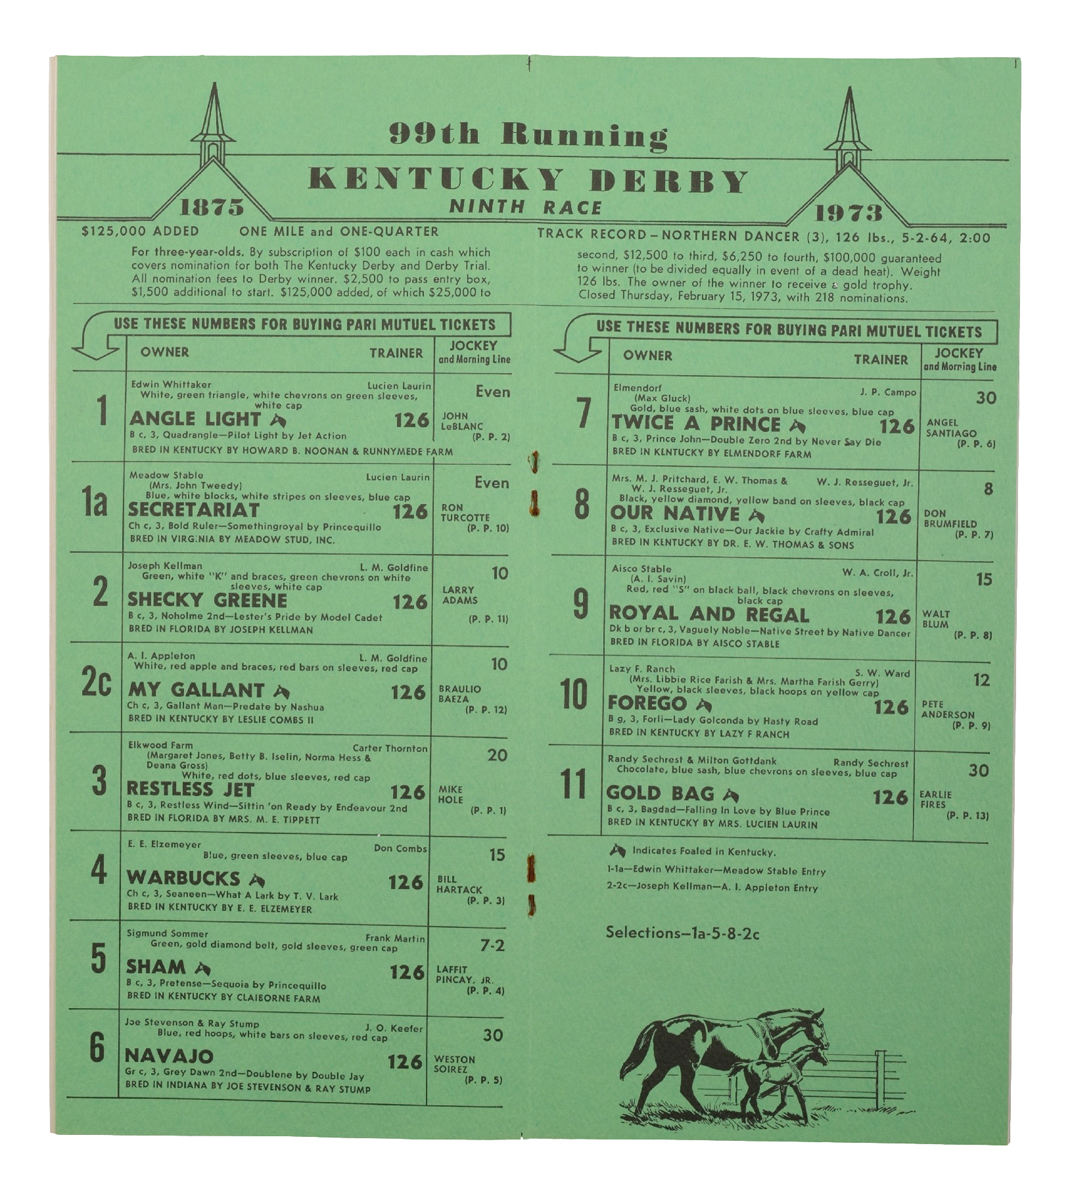 99th Running
KENTUCKY DERBY
NINTH RACE
1875
1973
$125,000 ADDED ONE MILE and ONE-QUARTER
For three-year-olds. By subscription of $100 each in cash which
covers nomination for both The Kentucky Derby and Derby Trial.
All nomination fees to Derby winner. $2,500 to pass entry box,
$1,500 additional to start. $125,000 added, of which $25,000 to
TRACK RECORD – NORTHERN DANCER (3), 126 lbs., 5-2-64, 2:00
second, $12,500 to third, $6,250 to fourth, $100,000 guaranteed
to winner (to be divided equally in event of a dead heat). Weight
126 lbs. The owner of the winner to receive a gold trophy.
Closed Thursday, February 15, 1973, with 218 nominations.
USE THESE NUMBERS FOR BUYING PARI MUTUEL TICKETS
OWNER TRAINER JOCKEY
and Morning Line
1
Edwin Whittaker Lucien Laurin Even
White, green triangle, white chevrons on green sleeves,
white cap
ANGLE LIGHT 126 JOHN
LeBLANC
(P. P. 2)
B c, 3, Quadrangle—Pilot Light by Jet Action
BRED IN KENTUCKY BY HOWARD B. NOONAN & RUNNYMEDE FARM
1a
Meadow Stable Lucien Laurin Even
(Mrs. John Tweedy)
Blue, white blocks, white stripes on sleeves, blue cap
SECRETARIAT 126 RON
TURCOTTE
(P. P. 10)
Ch c, 3, Bold Ruler—Somethingroyal by Princequillo
BRED IN VIRGINIA BY MEADOW STUD, INC.
2
Joseph Kellman L. M. Goldfine 10
Green, white "K" and braces, green chevrons on white
sleeves, white cap
SHECKY GREENE 126 LARRY
ADAMS
(P. P. 11)
B c, 3, Noholme 2nd—Lester's Pride by Model Cadet
BRED IN FLORIDA BY JOSEPH KELLMAN
2c
A. I. Appleton L. M. Goldfine 10
White, red apple and braces, red bars on sleeves, red cap
MY GALLANT 126 BRAULIO
BAEZA
(P. P. 12)
Ch c, 3, Gallant Man—Predate by Nashua
BRED IN KENTUCKY BY LESLIE COMBS II
3
Elkwood Farm Carter Thornton 20
(Margaret Jones, Betty B. Iselin, Norma Hess &
Deana Gross)
White, red dots, blue sleeves, red cap
RESTLESS JET 126 MIKE
HOLE
(P. P. 1)
B c, 3, Restless Wind—Sittin 'on Ready by Endeavour 2nd
BRED IN FLORIDA BY MRS. M. E. TIPPETT
4
E. E. Elzemeyer Don Combs 15
Blue, green sleeves, blue cap
WARBUCKS 126 BILL
HARTACK
(P. P. 3)
Ch c, 3, Seaneen—What A Lark by T. V. Lark
BRED IN KENTUCKY BY E. E. ELZEMEYER
5
Sigmund Sommer Frank Martin 7-2
Green, gold diamond belt, gold sleeves, green cap
SHAM 126 LAFFIT
PINCAY, JR.
(P. P. 4)
B c, 3, Pretense—Sequoia by Princequillo
BRED IN KENTUCKY BY CLAIBORNE FARM
6
Joe Stevenson & Ray Stump J. O. Keefer 30
Blue, red hoops, white bars on sleeves, red cap
NAVAJO 126 WESTON
SOIREZ
(P. P. 5)
Gr c, 3, Grey Dawn 2nd—Doublene by Double Jay
BRED IN INDIANA BY JOE STEVENSON & RAY STUMP
USE THESE NUMBERS FOR BUYING PARI MUTUEL TICKETS
OWNER TRAINER JOCKEY
and Morning Line
7
Elmendorf J. P. Campo 30
(Max Gluck)
Gold, blue sash, white dots on blue sleeves, blue cap
TWICE A PRINCE 126 ANGEL
SANTIAGO
(P. P. 6)
B c, 3, Prince John—Double Zero 2nd by Never Say Die
BRED IN KENTUCKY BY ELMENDORF FARM
8
Mrs. M. J. Pritchard, E. W. Thomas & W. J. Resseguet, Jr. 8
W. J. Resseguet, Jr.
Black, yellow diamond, yellow band on sleeves, black cap
OUR NATIVE 126 DON
BRUMFIELD
(P. P. 7)
B c, 3, Exclusive Native—Our Jackie by Crafty Admiral
BRED IN KENTUCKY BY DR. E. W. THOMAS & SONS
9
Aisco Stable W. A. Croll, Jr. 15
(A. I. Savin)
Red, red "S" on black ball, black chevrons on sleeves,
black cap
ROYAL AND REGAL 126 WALT
BLUM
(P. P. 8)
Dk b or br c, 3, Vaguely Noble—Native Street by Native Dancer
BRED IN FLORIDA BY AISCO STABLE
10
Lazy F. Ranch S. W. Ward 12
(Mrs. Libbie Rice Farish & Mrs. Martha Farish Gerry)
Yellow, black sleeves, black hoops on yellow cap
FOREGO 126 PETE
ANDERSON
(P. P. 9)
B g, 3, Forli—Lady Golconda by Hasty Road
BRED IN KENTUCKY BY LAZY F RANCH
11
Randy Sechrest & Milton Gottdank Randy Sechrest 30
Chocolate, blue sash, blue chevrons on sleeves, blue cap
GOLD BAG 126 EARLIE
FIRES
(P. P. 13)
B c, 3, Bagdad—Falling In Love by Blue Prince
BRED IN KENTUCKY BY MRS. LUCIEN LAURIN
Indicates Foaled in Kentucky.
1-1a—Edwin Whittaker—Meadow Stable Entry
2-2c—Joseph Kellman—A. I. Appleton Entry
Selections—1a-5-8-2c